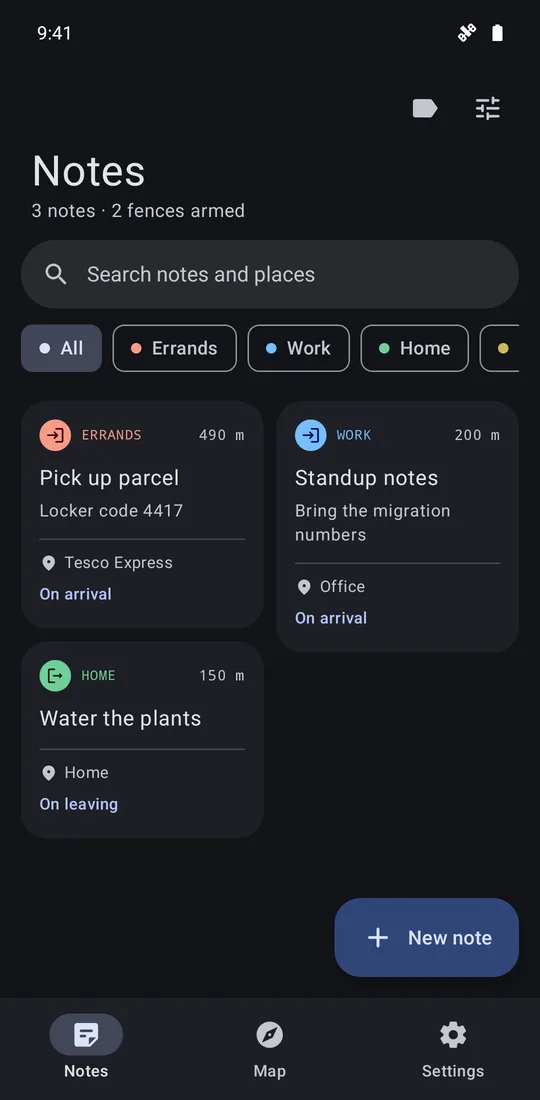 9:41
Notes
3 notes · 2 fences armed
Search notes and places
All
Errands
Work
Home
ERRANDS
490 m
Pick up parcel
Locker code 4417
Tesco Express
On arrival
WORK
200 m
Standup notes
Bring the migration
numbers
Office
On arrival
HOME
150 m
Water the plants
Home
On leaving
New note
Notes
Map
Settings